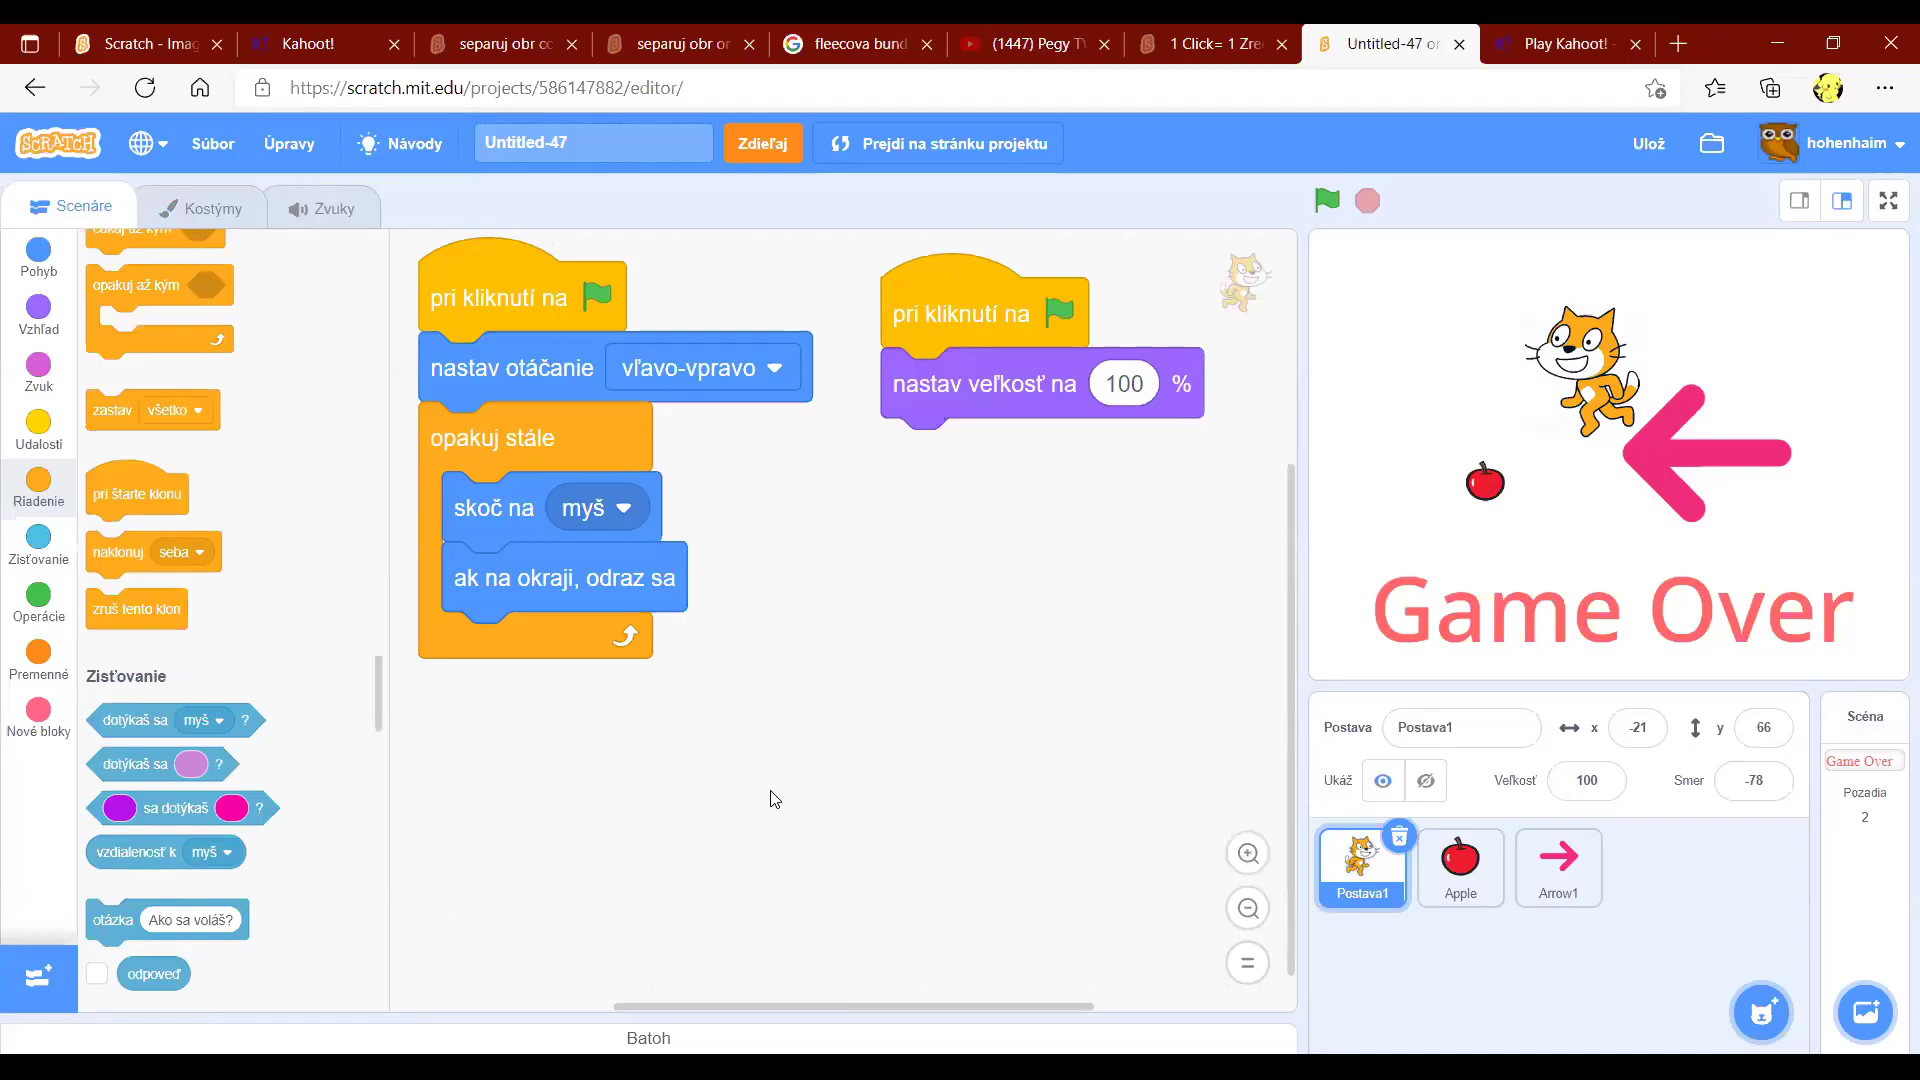 Scratch - Imag
Kahoot!
separuj obr co
separuj obr or
fleecova bund
(1447) Pegy T
1 Click= 1 Zre
Untitled-47 o
Play Kahoot! -
https://scratch.mit.edu/projects/586147882/editor/
SCRATCH
Súbor
Úpravy
Návody
Untitled-47
Zdieľaj
Prejdi na stránku projektu
Ulož
hohenhaim
Scenáre
Kostýmy
Zvuky
Pohyb
Vzhľad
Zvuk
Udalosti
Riadenie
Zisťovanie
Operácie
Premenné
Nové bloky
čakaj až kým
opakuj až kým
zastav všetko
pri štarte klonu
naklonuj seba
zruš tento klon
Zisťovanie
dotýkaš sa myš ?
dotýkaš sa ?
sa dotýkaš ?
vzdialenosť k myš
otázka Ako sa voláš?
odpoveď
pri kliknutí na
nastav otáčanie vľavo-vpravo
opakuj stále
skoč na myš
ak na okraji, odraz sa
pri kliknutí na
nastav veľkosť na 100 %
Batoh
Game Over
Postava Postava1 x -21 y 66
Ukáž Veľkosť 100 Smer -78
Postava1
Apple
Arrow1
Scéna
Game Over
Pozadia
2